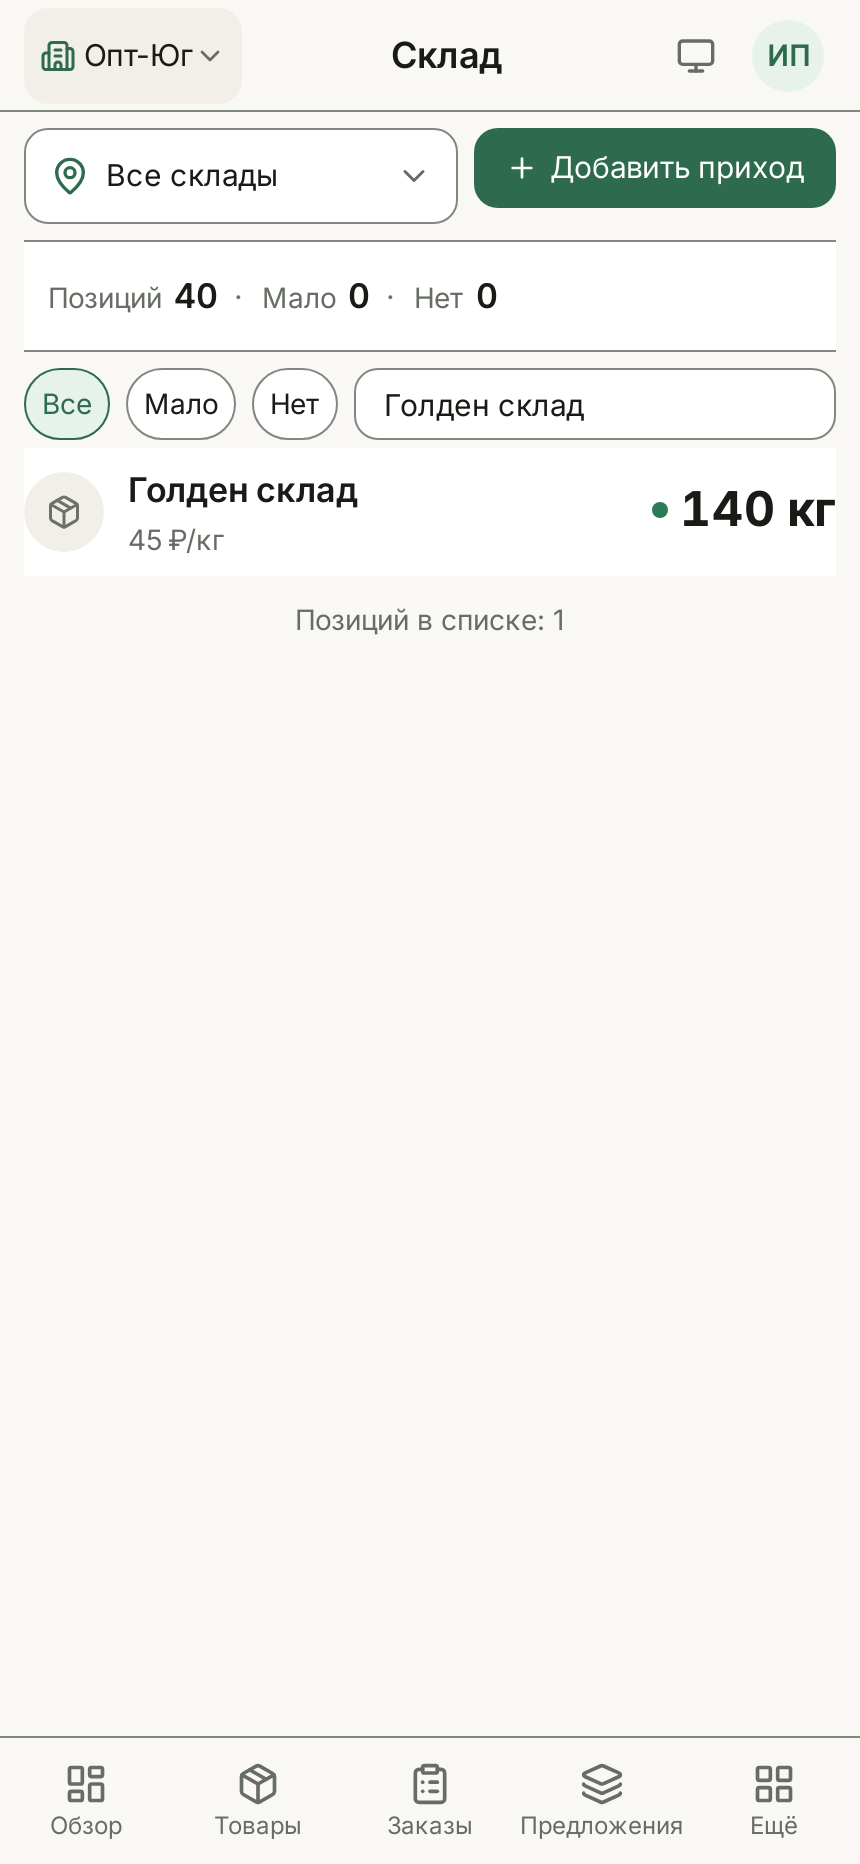 Опт-Юг
Склад
ИП
Все склады
Добавить приход
Позиций 40 · Мало 0 · Нет 0
Все
Мало
Нет
Голден склад
Голден склад
140 кг
45 ₽/кг
Позиций в списке: 1
Обзор
Товары
Заказы
Предложения
Ещё